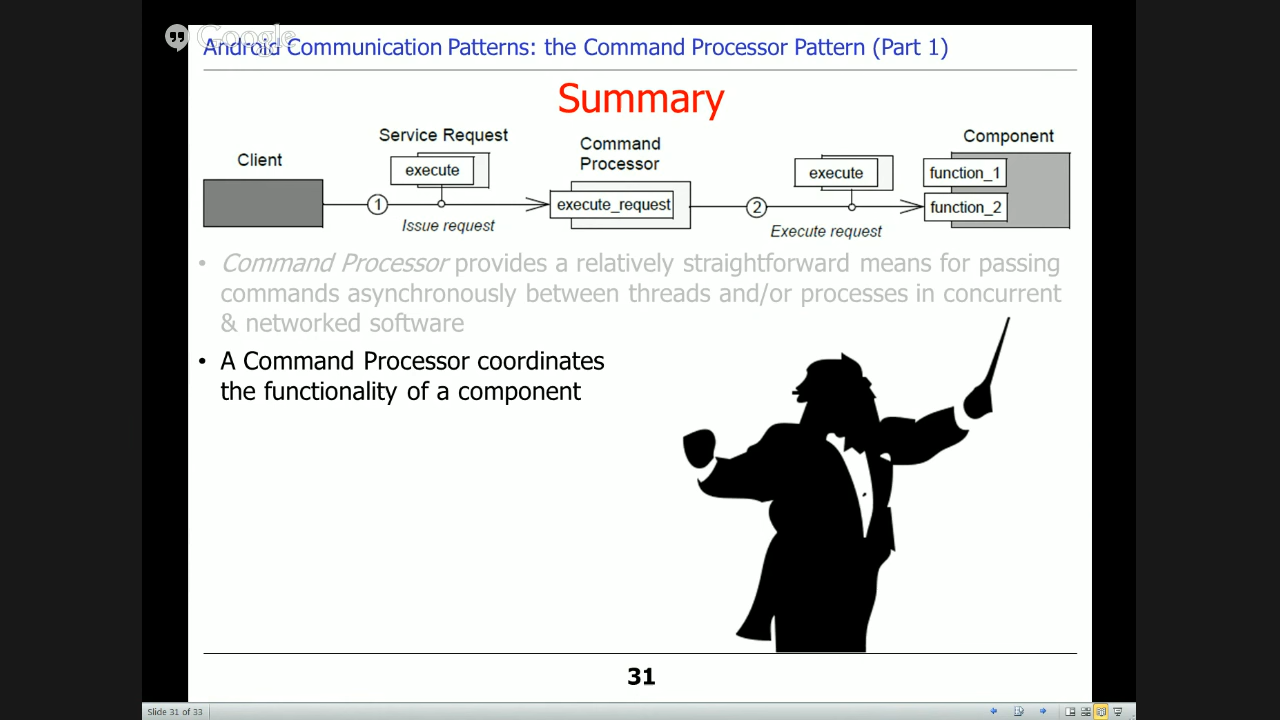 Google
Android Communication Patterns: the Command Processor Pattern (Part 1)
Summary
Client
Service Request
execute
1
Issue request
Command
Processor
execute_request
execute
2
Execute request
Component
function_1
function_2
• Command Processor provides a relatively straightforward means for passing
commands asynchronously between threads and/or processes in concurrent
& networked software
• A Command Processor coordinates
the functionality of a component
31
Slide 31 of 33